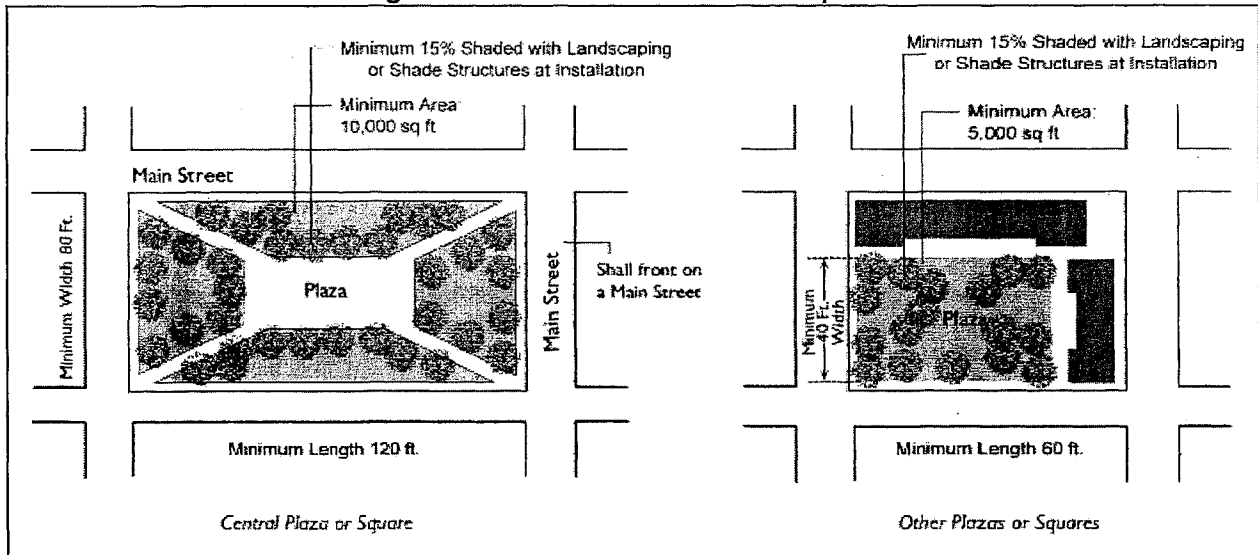 Minimum 15% Shaded with Landscaping
or Shade Structures at Installation
Minimum Area:
10,000 sq ft
Main Street
Minimum Width 80 Ft.
Plaza
Main Street
Shall front on
a Main Street
Minimum Length 120 ft.
Central Plaza or Square
Minimum 15% Shaded with Landscaping
or Shade Structures at Installation
Minimum Area:
5,000 sq ft
Minimum
40 Ft.
Width
Plaza
Minimum Length 60 ft.
Other Plazas or Squares